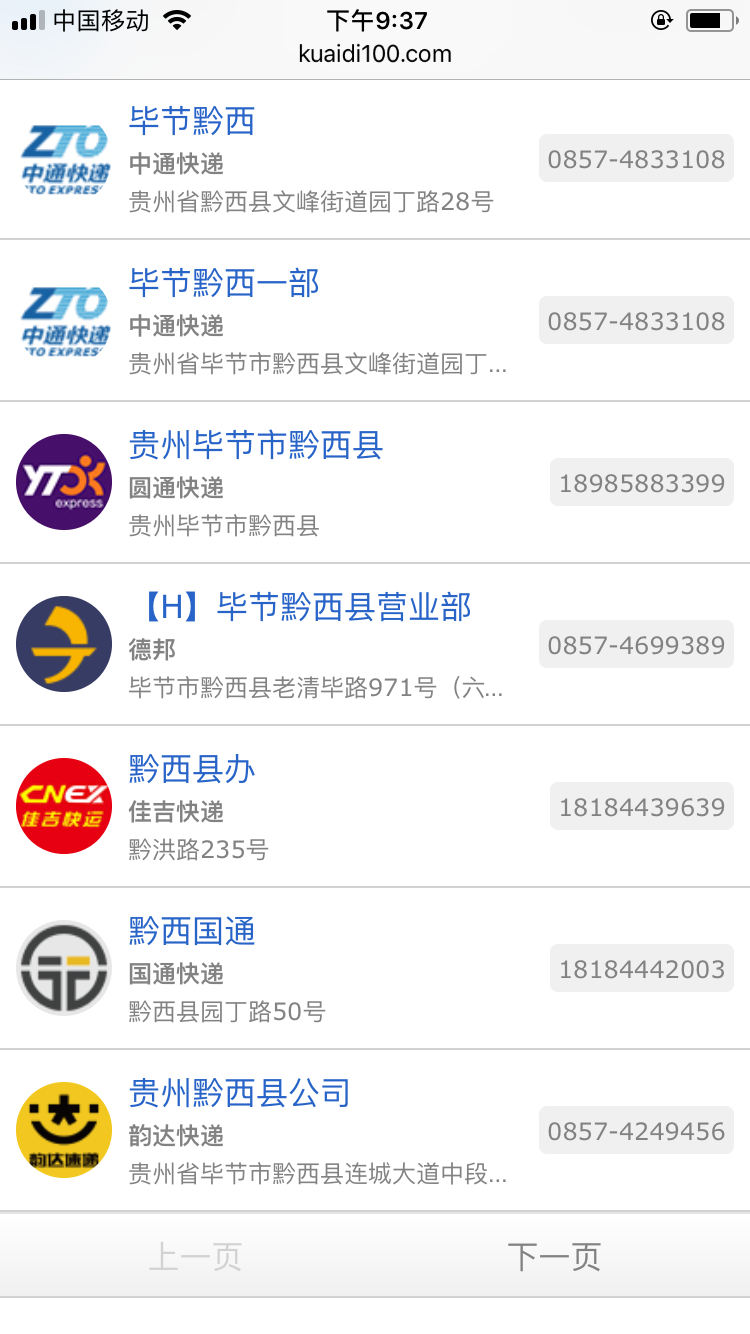 中国移动
下午9:37
kuaidi100.com
ZTO
中通快递
TO EXPRES
毕节黔西
中通快递
贵州省黔西县文峰街道园丁路28号
0857-4833108
ZTO
中通快递
TO EXPRES
毕节黔西一部
中通快递
贵州省毕节市黔西县文峰街道园丁...
0857-4833108
YTO
express
贵州毕节市黔西县
圆通快递
贵州毕节市黔西县
18985883399
【H】毕节黔西县营业部
德邦
毕节市黔西县老清毕路971号（六...
0857-4699389
CNEX
佳吉快运
黔西县办
佳吉快递
黔洪路235号
18184439639
黔西国通
国通快递
黔西县园丁路50号
18184442003
韵达速递
贵州黔西县公司
韵达快递
贵州省毕节市黔西县连城大道中段...
0857-4249456
上一页
下一页